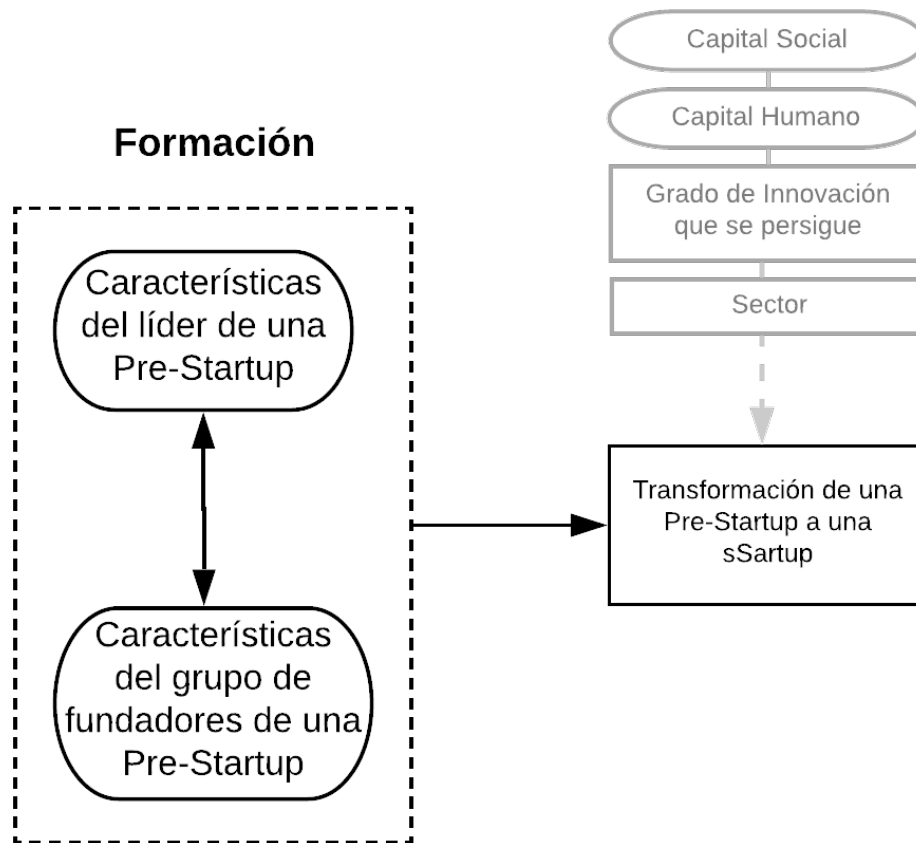 Formación
Características
del líder de una
Pre-Startup
Características
del grupo de
fundadores de una
Pre-Startup
Capital Social
Capital Humano
Grado de Innovación
que se persigue
Sector
Transformación de una
Pre-Startup a una
sSartup